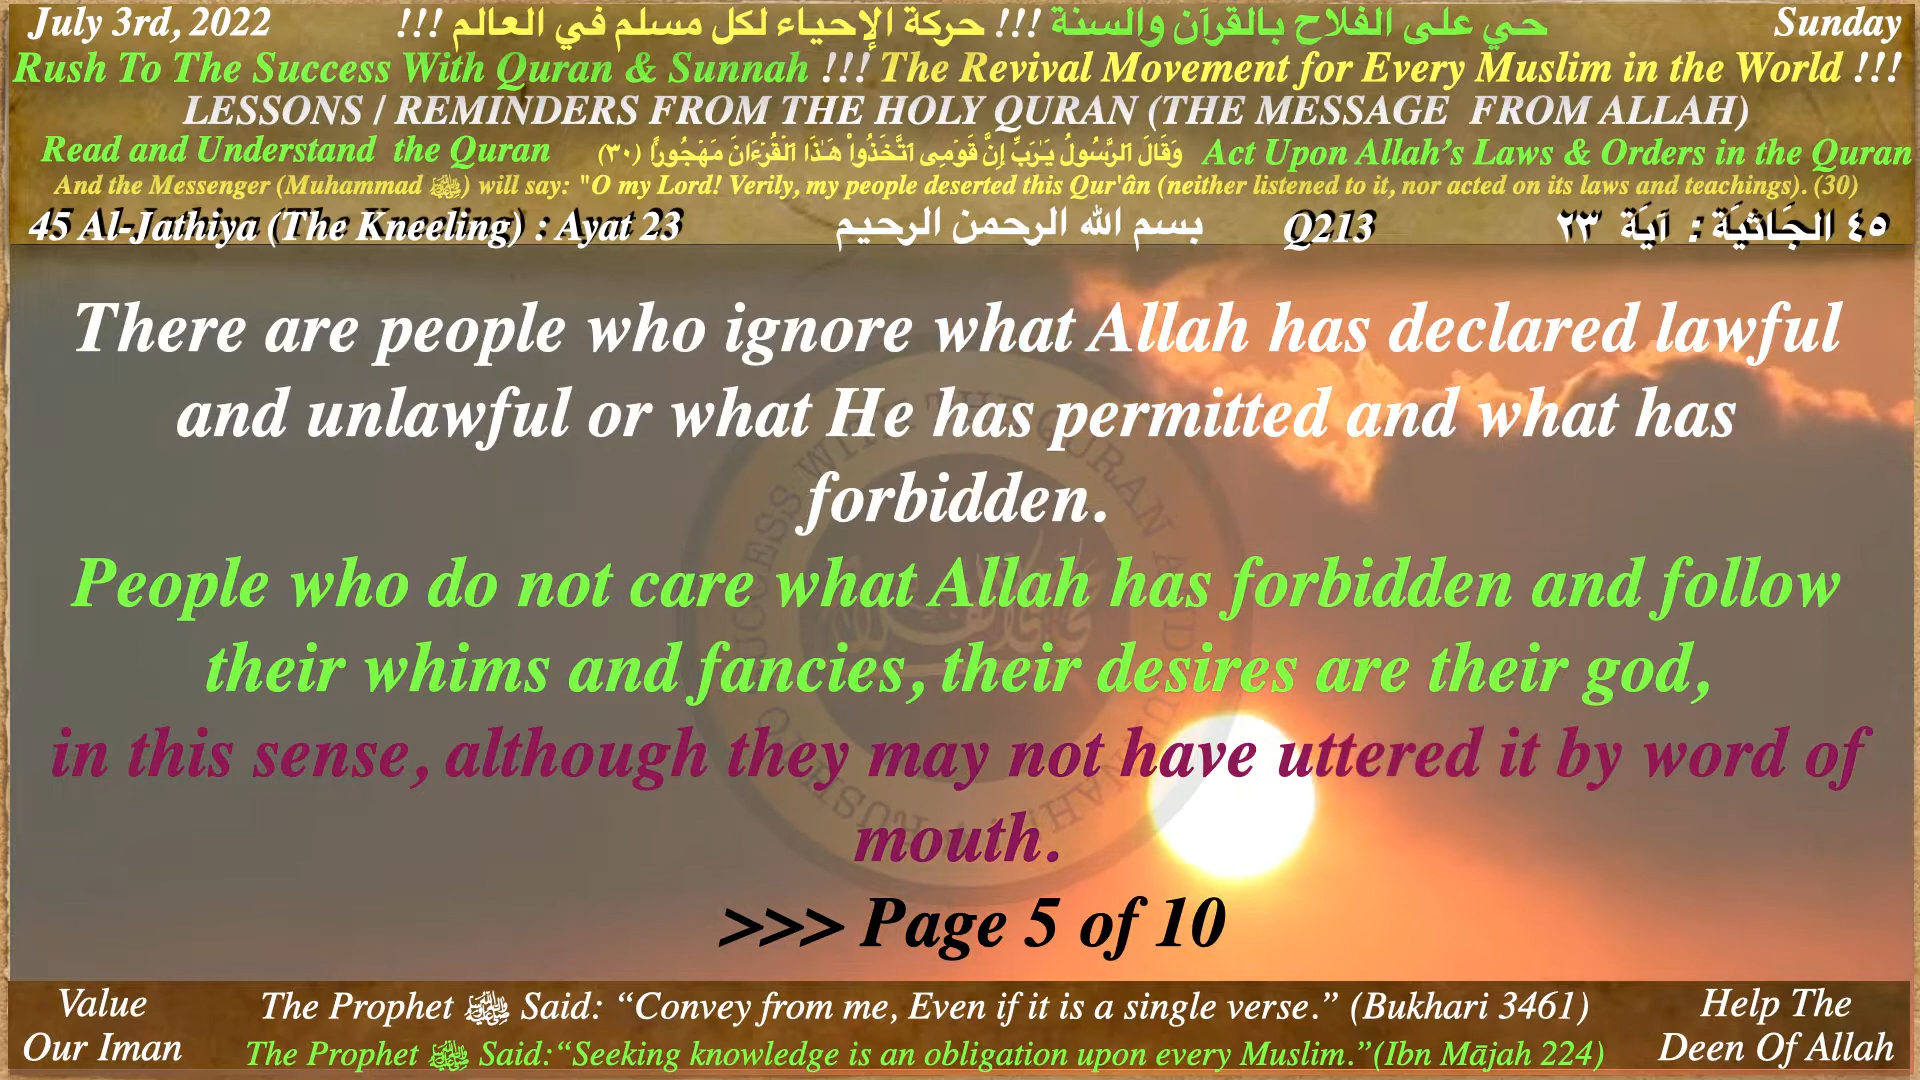 July 3rd, 2022 حي على الفلاح بالقرآن والسنة !!! حركة الإحياء لكل مسلم في العالم !!! Sunday
Rush To The Success With Quran & Sunnah !!! The Revival Movement for Every Muslim in the World !!!
LESSONS / REMINDERS FROM THE HOLY QURAN (THE MESSAGE FROM ALLAH)
Read and Understand the Quran وَقَالَ ٱلرَّسُولُ يَـٰرَبِّ إِنَّ قَوْمِى ٱتَّخَذُوا۟ هَـٰذَا ٱلْقُرْءَانَ مَهْجُورًا (٣٠) Act Upon Allah’s Laws & Orders in the Quran
And the Messenger (Muhammad ﷺ) will say: "O my Lord! Verily, my people deserted this Qur'ân (neither listened to it, nor acted on its laws and teachings). (30)
45 Al-Jathiya (The Kneeling) : Ayat 23 بسم الله الرحمن الرحيم Q213 ٤٥ الجَاثيَة : آيَة ٢٣
There are people who ignore what Allah has declared lawful
and unlawful or what He has permitted and what has
forbidden.
People who do not care what Allah has forbidden and follow
their whims and fancies, their desires are their god,
in this sense, although they may not have uttered it by word of
mouth.
>>> Page 5 of 10
Value
Our Iman
The Prophet ﷺ Said: “Convey from me, Even if it is a single verse.” (Bukhari 3461)
The Prophet ﷺ Said:“Seeking knowledge is an obligation upon every Muslim.”(Ibn Mājah 224)
Help The
Deen Of Allah